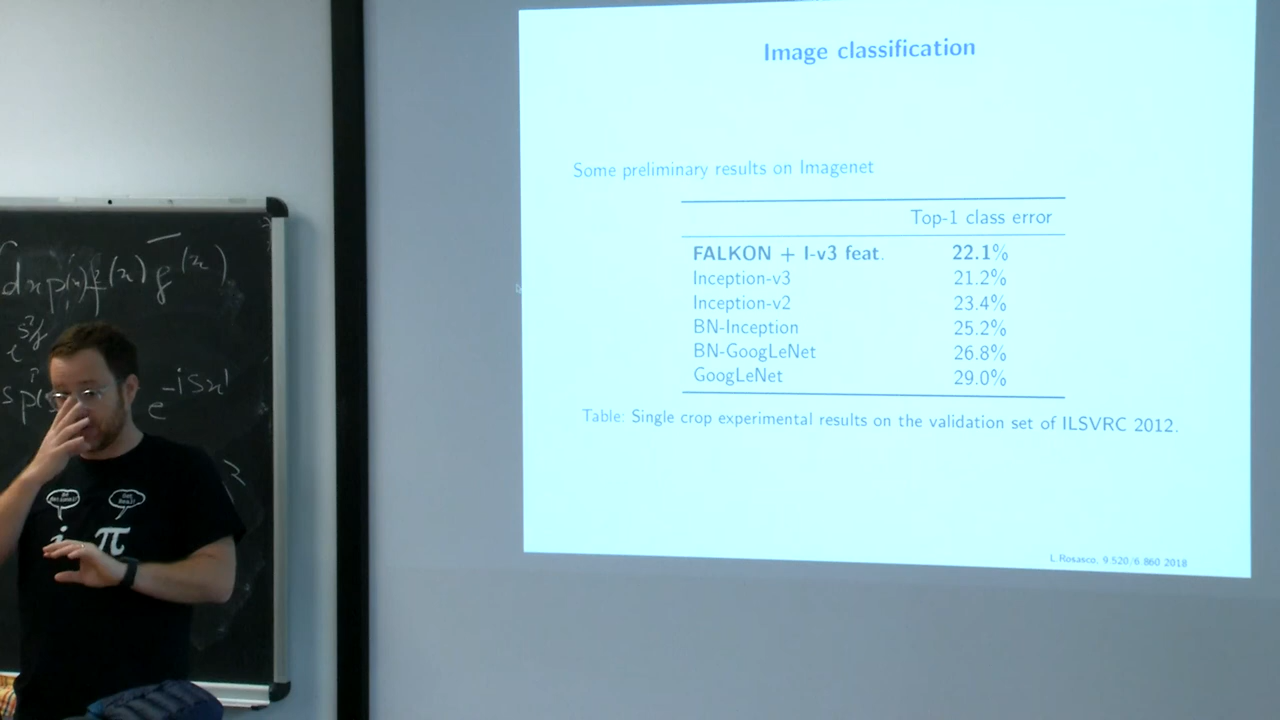 Image classification
Some preliminary results on Imagenet
Top-1 class error
FALKON + I-v3 feat. 22.1%
Inception-v3 21.2%
Inception-v2 23.4%
BN-Inception 25.2%
BN-GoogLeNet 26.8%
GoogLeNet 29.0%
Table: Single crop experimental results on the validation set of ILSVRC 2012.
L Rosasco, 9 520/6 860 2018
i π